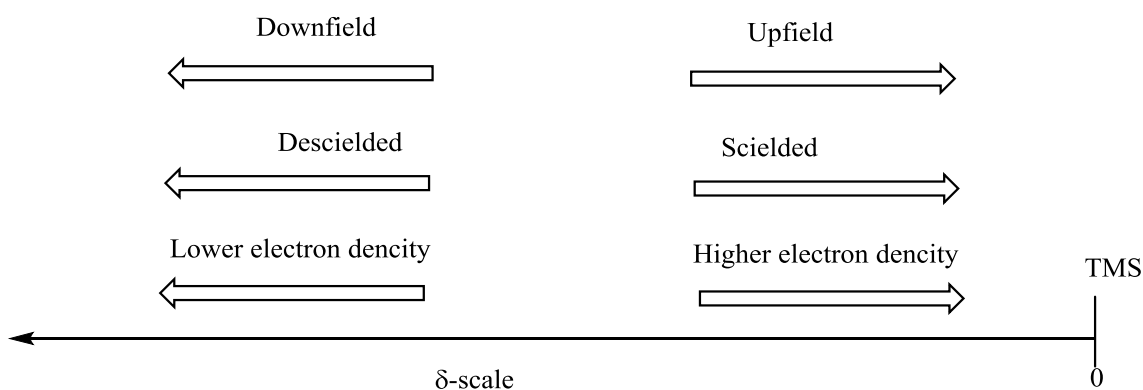 Downfield
Upfield
Descielded
Scielded
Lower electron dencity
Higher electron dencity
TMS
δ-scale
0